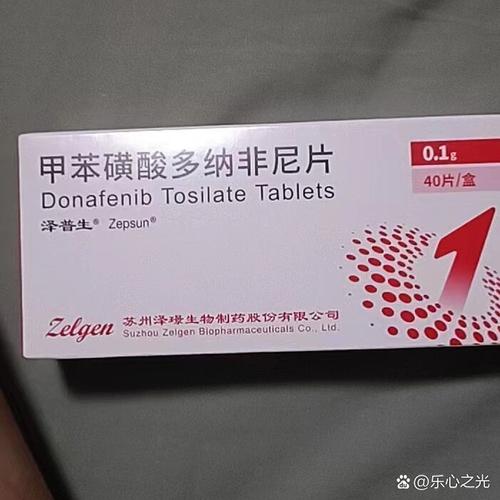 甲苯磺酸多纳非尼片
Donafenib Tosilate Tablets
泽普生® Zepsun®
0.1g
40片/盒
1
Zelgen 苏州泽璟生物制药股份有限公司
Suzhou Zelgen Biopharmaceuticals Co., Ltd.
@乐心之光